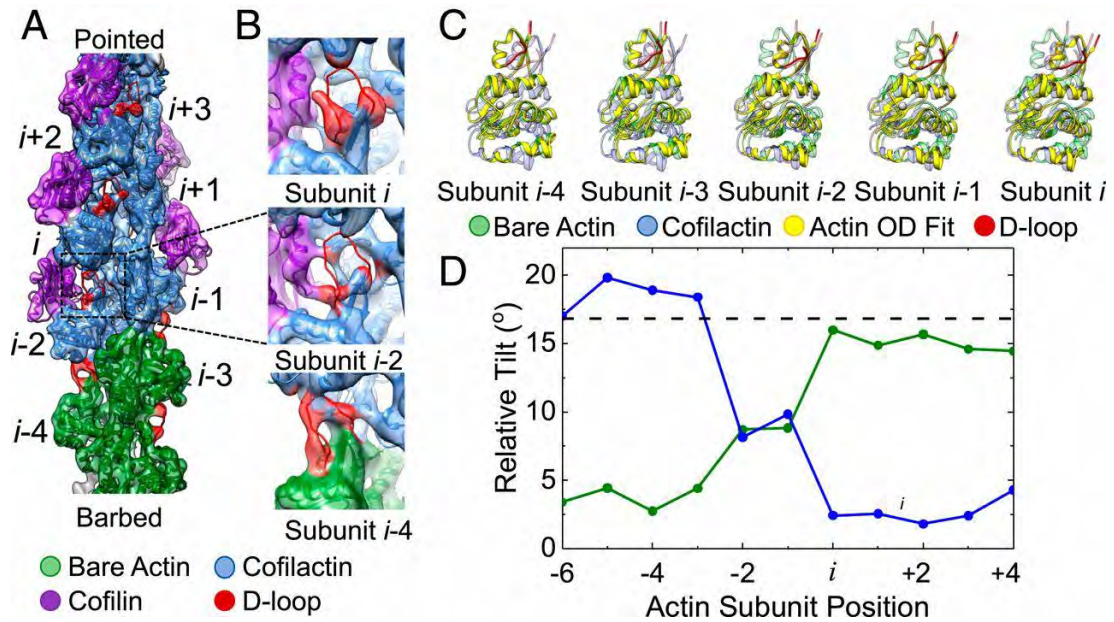 A
Pointed
i+3
i+2
i+1
i
i-1
i-2
i-3
i-4
Barbed
Bare Actin
Cofilactin
Cofilin
D-loop
B
Subunit i
Subunit i-2
Subunit i-4
C
Subunit i-4
Subunit i-3
Subunit i-2
Subunit i-1
Subunit i
Bare Actin
Cofilactin
Actin OD Fit
D-loop
D
Relative Tilt (°)
20
15
10
5
0
i
-6
-4
-2
i
+2
+4
Actin Subunit Position